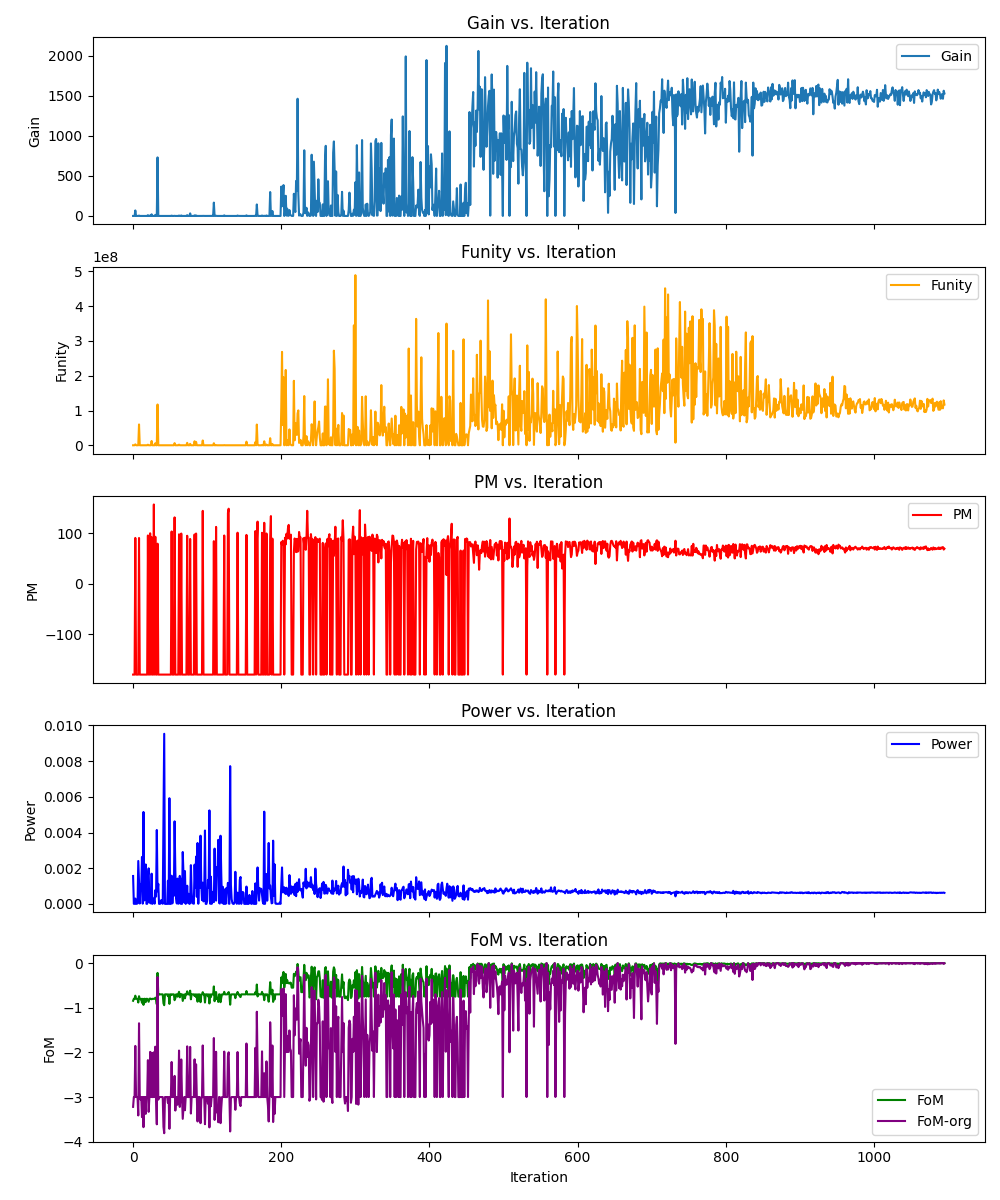 Gain vs. Iteration
2000
1500
1000
500
0
Gain
Gain
Funity vs. Iteration
1e8
5
4
3
2
1
0
Funity
Funity
PM vs. Iteration
100
0
−100
PM
PM
Power vs. Iteration
0.010
0.008
0.006
0.004
0.002
0.000
Power
Power
FoM vs. Iteration
0
−1
−2
−3
−4
FoM
FoM
FoM-org
0 200 400 600 800 1000
Iteration